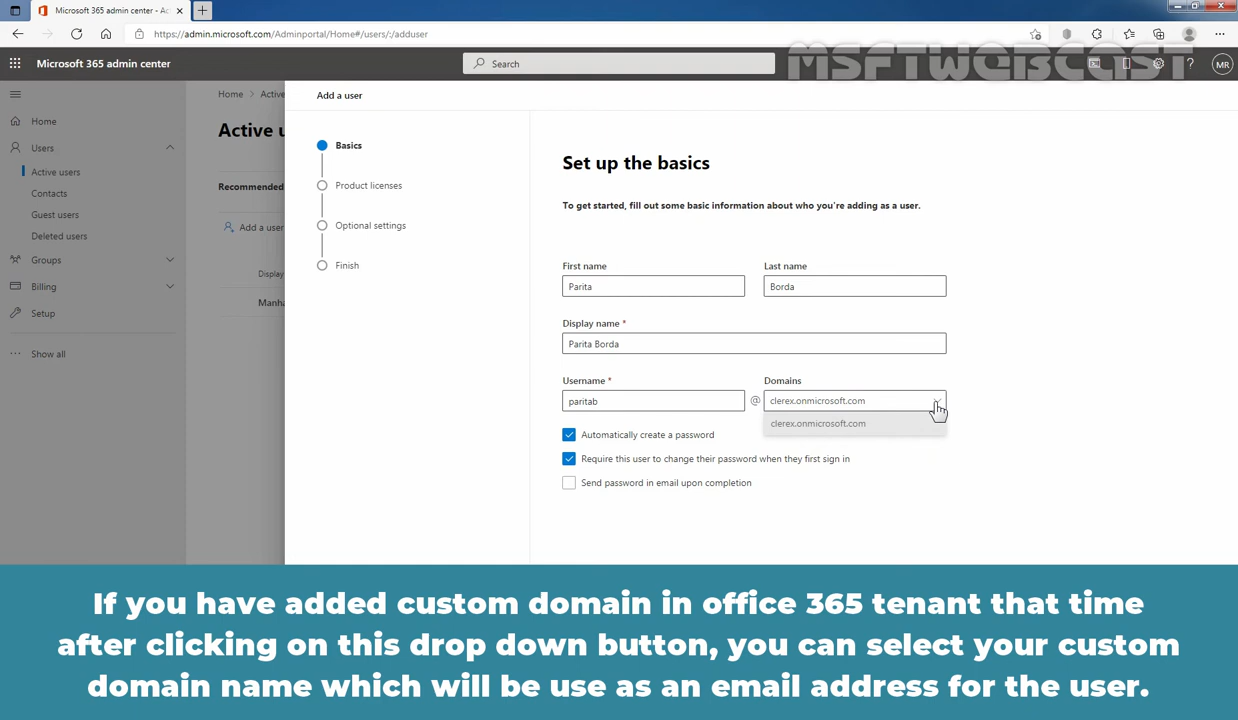 Microsoft 365 admin center - Ac
https://admin.microsoft.com/Adminportal/Home#/users/:/adduser
Microsoft 365 admin center
Search
MSFTWEBCAST
MR
Home
Users
Active users
Contacts
Guest users
Deleted users
Groups
Billing
Setup
Show all
Home > Active
Active u
Recommended
Add a user
Display
Manha
Add a user
Basics
Product licenses
Optional settings
Finish
Set up the basics
To get started, fill out some basic information about who you're adding as a user.
First name
Last name
Parita
Borda
Display name *
Parita Borda
Username *
Domains
paritab
@
clerex.onmicrosoft.com
clerex.onmicrosoft.com
Automatically create a password
Require this user to change their password when they first sign in
Send password in email upon completion
If you have added custom domain in office 365 tenant that time
after clicking on this drop down button, you can select your custom
domain name which will be use as an email address for the user.